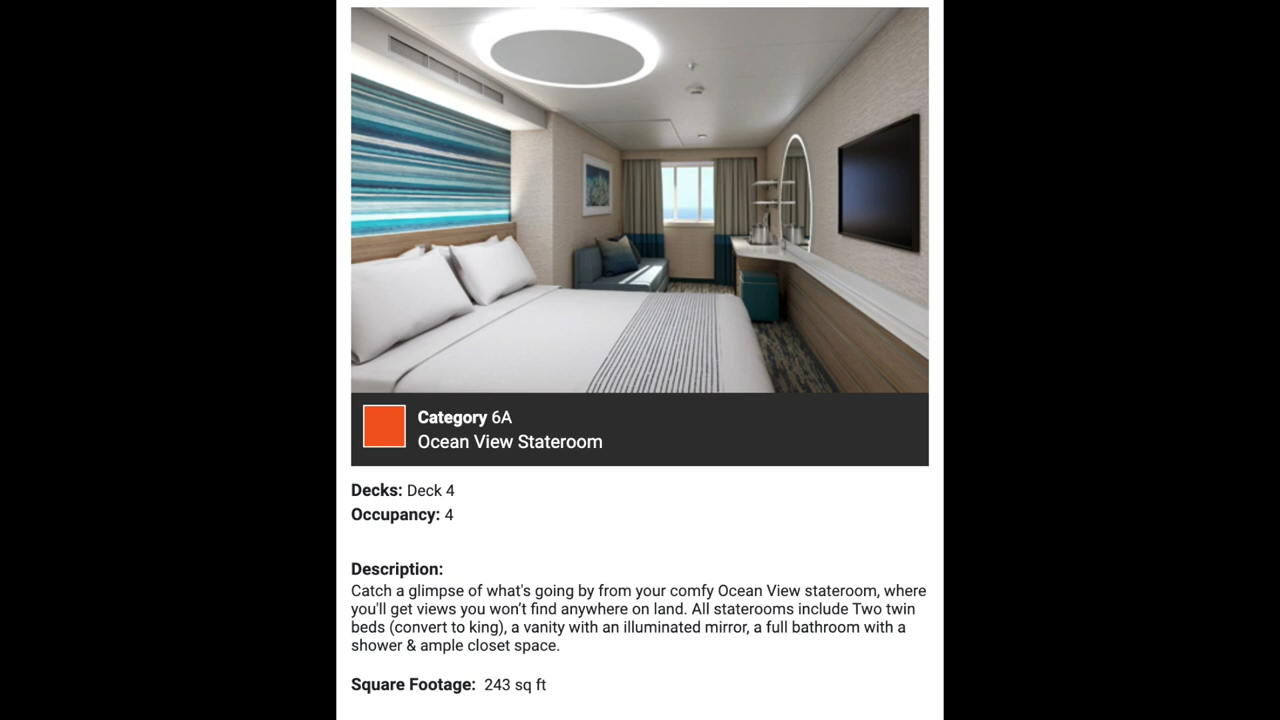 Category 6A
Ocean View Stateroom
Decks: Deck 4
Occupancy: 4
Description:
Catch a glimpse of what's going by from your comfy Ocean View stateroom, where
you'll get views you won’t find anywhere on land. All staterooms include Two twin
beds (convert to king), a vanity with an illuminated mirror, a full bathroom with a
shower & ample closet space.
Square Footage: 243 sq ft